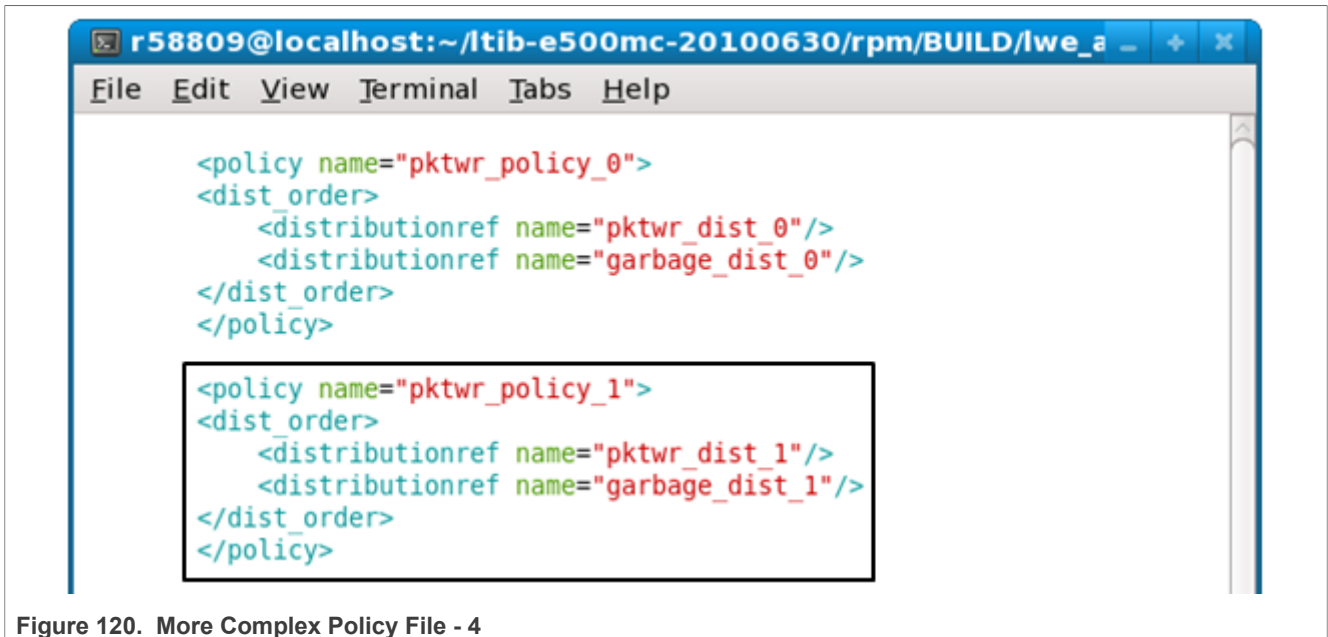 r58809@localhost:~/ltib-e500mc-20100630/rpm/BUILD/lwe_a
File Edit View Terminal Tabs Help
<policy name="pktwr_policy_0">
<dist_order>
<distributionref name="pktwr_dist_0"/>
<distributionref name="garbage_dist_0"/>
</dist_order>
</policy>
<policy name="pktwr_policy_1">
<dist_order>
<distributionref name="pktwr_dist_1"/>
<distributionref name="garbage_dist_1"/>
</dist_order>
</policy>
Figure 120. More Complex Policy File - 4